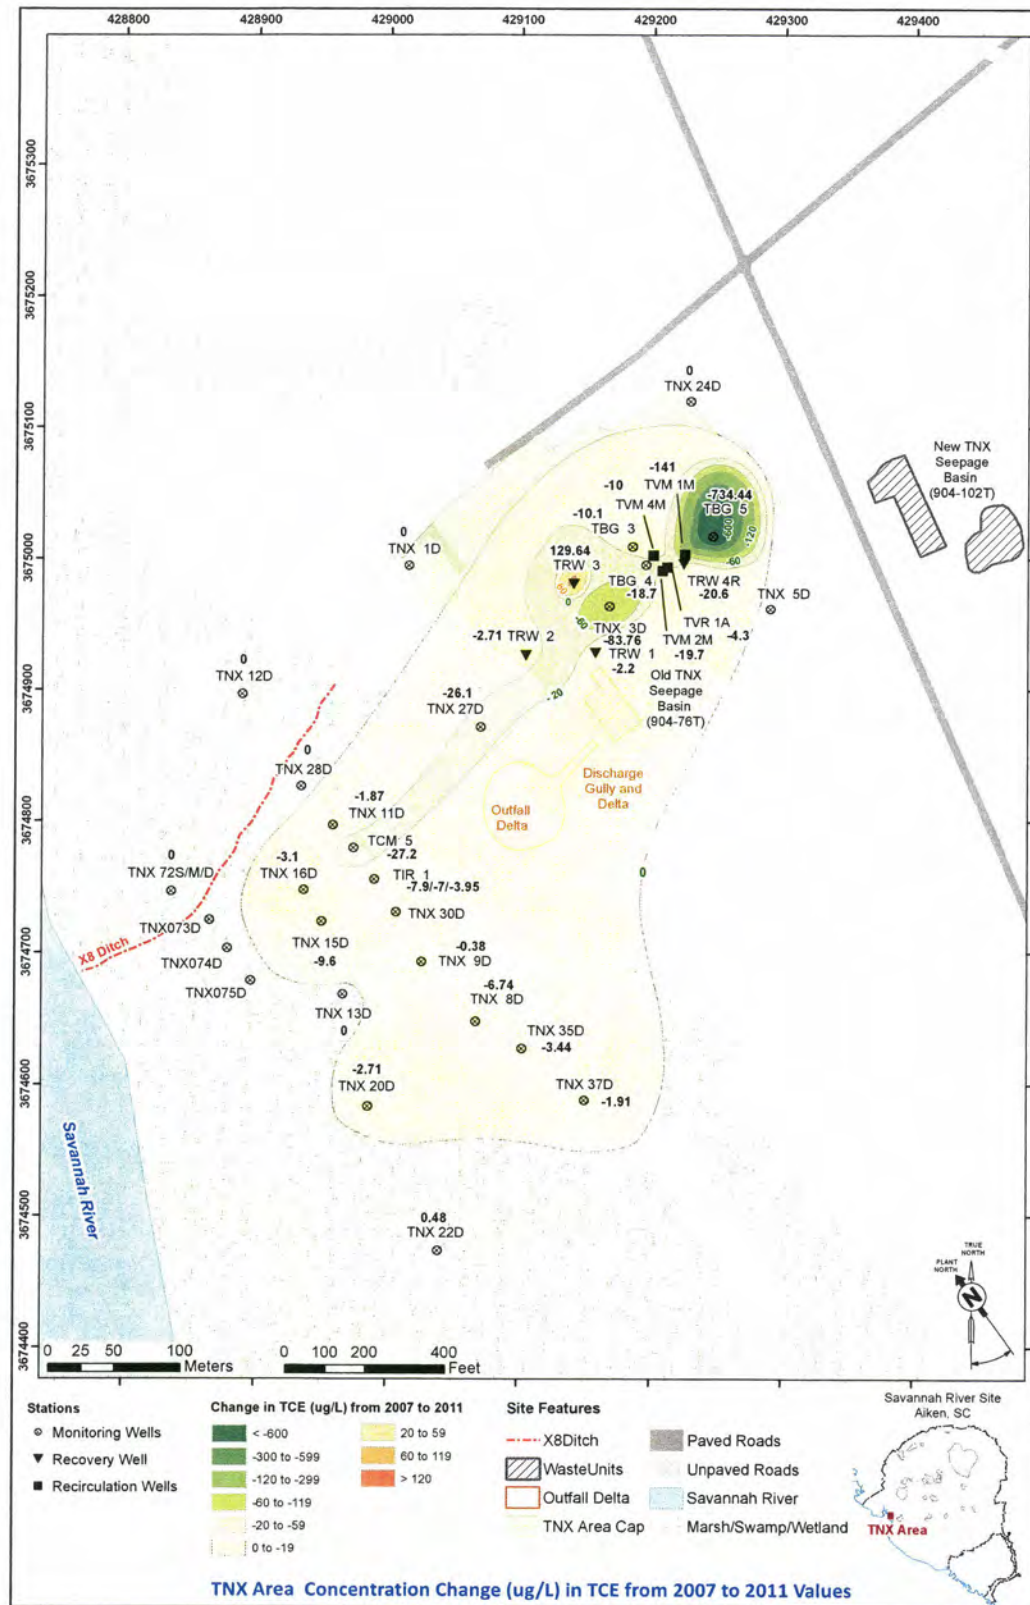 428800 428900 429000 429100 429200 429300 429400
3675300
3675200
3675100
3675000
3674900
3674800
3674700
3674600
3674500
3674400
0
TNX 24D
New TNX
Seepage
Basin
(904-102T)
-141
TVM 1M
-10
TVM 4M
-734.44
TBG 5
-600
-120
-60
-10.1
TBG 3
0
TNX 1D
129.64
TRW 3
60
0
-60
TBG 4
-18.7
TRW 4R
-20.6
TNX 5D
-4.3
TNX 3D
-83.76
TVR 1A
TVM 2M
-19.7
-2.71 TRW 2
TRW 1
-2.2
Old TNX
Seepage
Basin
(904-76T)
-20
0
TNX 12D
-26.1
TNX 27D
0
TNX 28D
Discharge
Gully and
Delta
Outfall
Delta
-1.87
TNX 11D
TCM 5
-27.2
0
TNX 72S/M/D
-3.1
TNX 16D
TIR 1
-7.9/-7/-3.95
0
TNX 30D
TNX073D
TNX 15D
-9.6
X8 Ditch
TNX074D
-0.38
TNX 9D
TNX075D
TNX 13D
0
-6.74
TNX 8D
TNX 35D
-3.44
-2.71
TNX 20D
TNX 37D
-1.91
Savannah River
0.48
TNX 22D
TRUE
NORTH
PLANT
NORTH
N
0 25 50 100
Meters
0 100 200 400
Feet
Stations
Monitoring Wells
Recovery Well
Recirculation Wells
Change in TCE (ug/L) from 2007 to 2011
< -600
-300 to -599
-120 to -299
-60 to -119
-20 to -59
0 to -19
20 to 59
60 to 119
> 120
Site Features
X8Ditch
WasteUnits
Outfall Delta
TNX Area Cap
Paved Roads
Unpaved Roads
Savannah River
Marsh/Swamp/Wetland
Savannah River Site
Aiken, SC
TNX Area
TNX Area Concentration Change (ug/L) in TCE from 2007 to 2011 Values